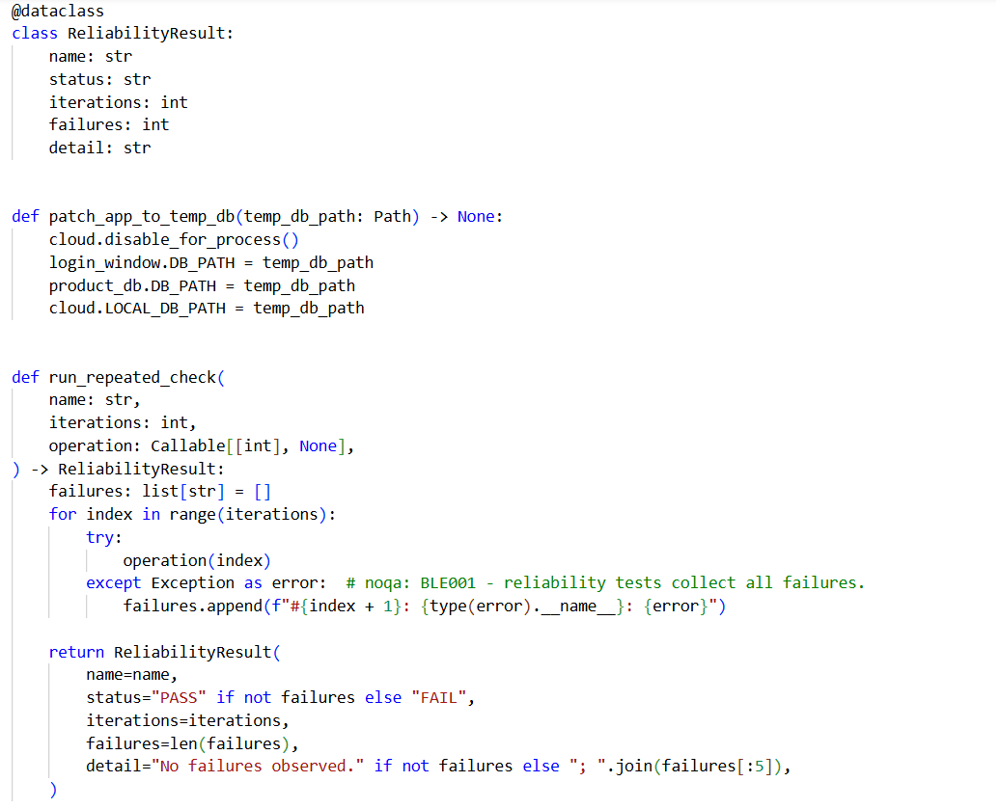 @dataclass
class ReliabilityResult:
    name: str
    status: str
    iterations: int
    failures: int
    detail: str
def patch_app_to_temp_db(temp_db_path: Path) -> None:
    cloud.disable_for_process()
    login_window.DB_PATH = temp_db_path
    product_db.DB_PATH = temp_db_path
    cloud.LOCAL_DB_PATH = temp_db_path
def run_repeated_check(
    name: str,
    iterations: int,
    operation: Callable[[int], None],
) -> ReliabilityResult:
    failures: list[str] = []
    for index in range(iterations):
        try:
            operation(index)
        except Exception as error:  # noqa: BLE001 - reliability tests collect all failures.
            failures.append(f"#{index + 1}: {type(error).__name__}: {error}")
    return ReliabilityResult(
        name=name,
        status="PASS" if not failures else "FAIL",
        iterations=iterations,
        failures=len(failures),
        detail="No failures observed." if not failures else "; ".join(failures[:5]),
    )